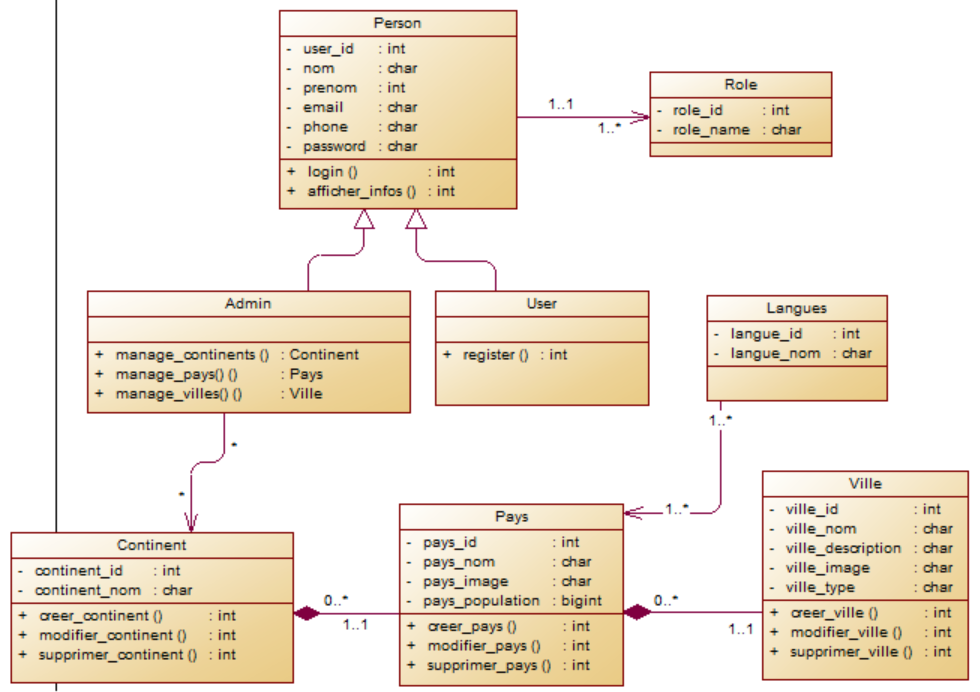 Person
- user_id : int
- nom : char
- prenom : int
- email : char
- phone : char
- password : char
+ login () : int
+ afficher_infos () : int
1..1
1..*
Role
- role_id : int
- role_name : char
Admin
+ manage_continents () : Continent
+ manage_pays() () : Pays
+ manage_villes() () : Ville
User
+ register () : int
Langues
- langue_id : int
- langue_nom : char
*
*
1..*
1..*
Continent
- continent_id : int
- continent_nom : char
+ creer_continent () : int
+ modifier_continent () : int
+ supprimer_continent () : int
0..*
1..1
Pays
- pays_id : int
- pays_nom : char
- pays_image : char
- pays_population : bigint
+ creer_pays () : int
+ modifier_pays () : int
+ supprimer_pays () : int
0..*
1..1
Ville
- ville_id : int
- ville_nom : char
- ville_description : char
- ville_image : char
- ville_type : char
+ creer_ville () : int
+ modifier_ville () : int
+ supprimer_ville () : int